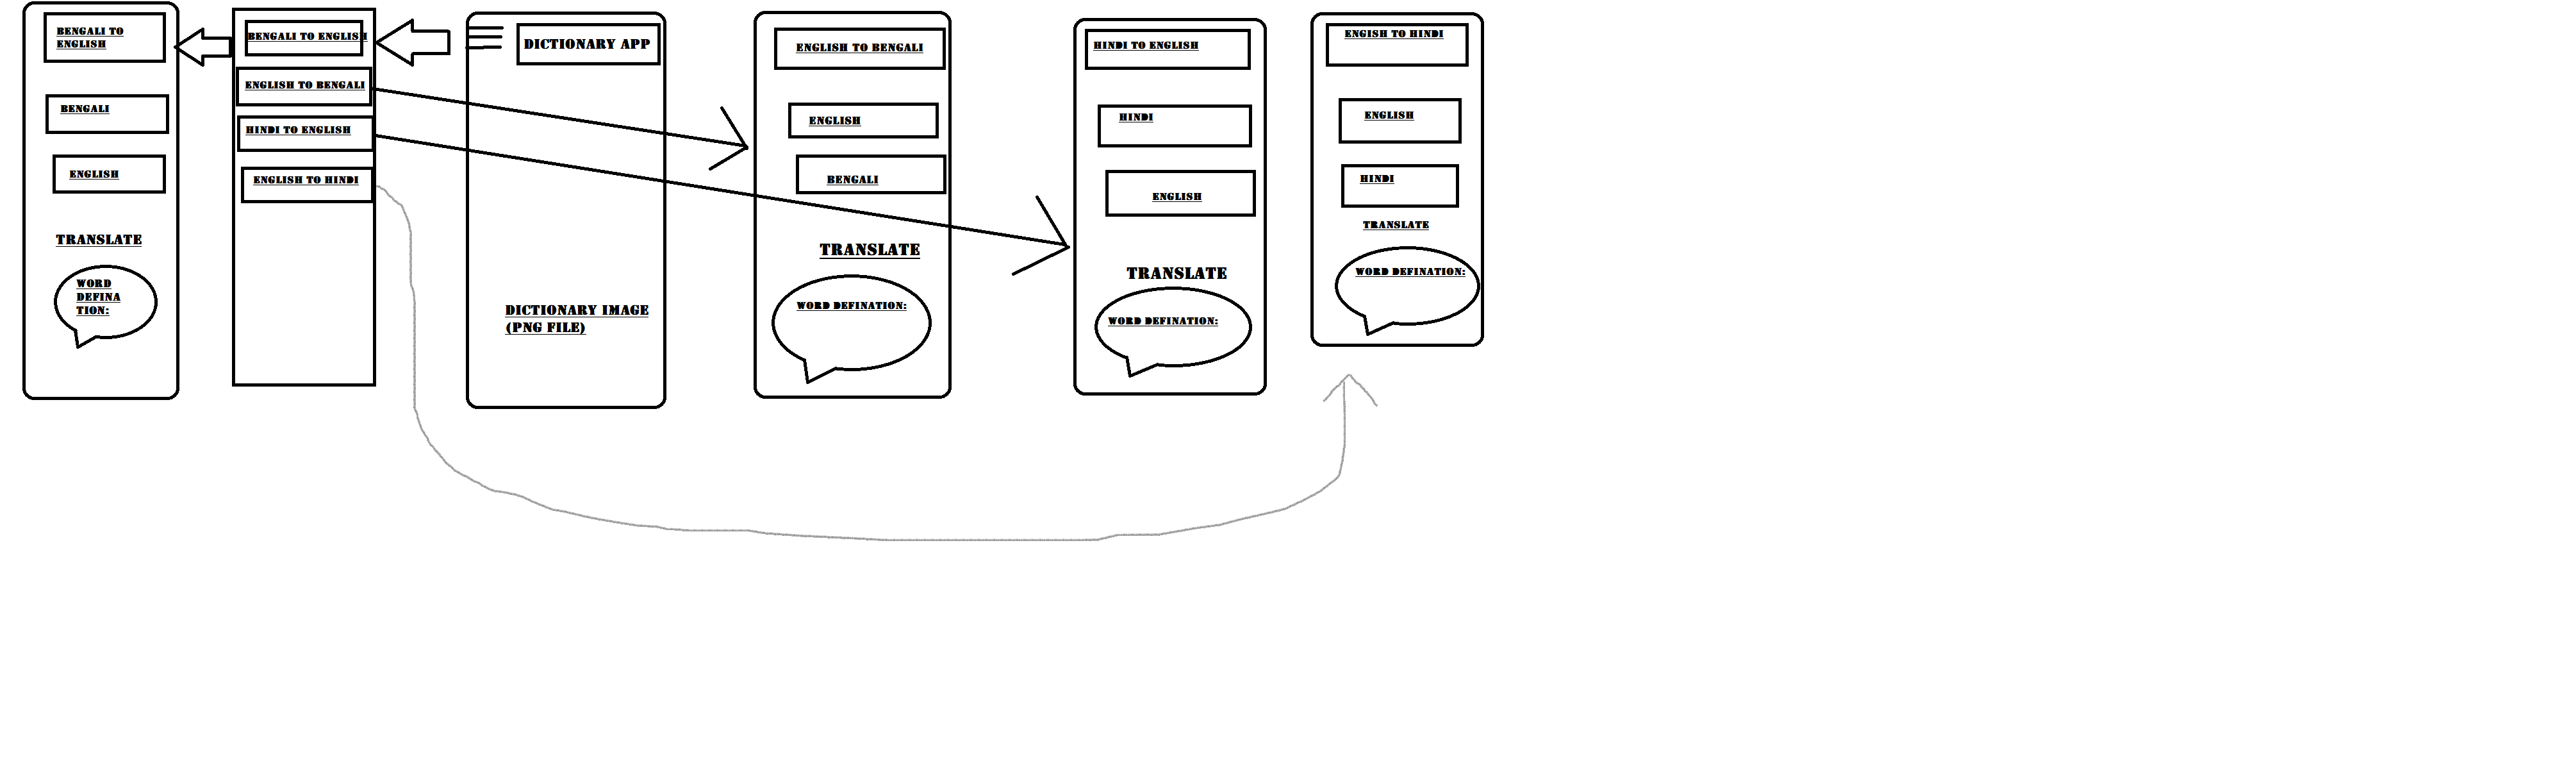 BENGALI TO
ENGLISH
BENGALI
ENGLISH
TRANSLATE
WORD
DEFINA
TION:
BENGALI TO ENGLISH
ENGLISH TO BENGALI
HINDI TO ENGLISH
ENGLISH TO HINDI
DICTIONARY APP
DICTIONARY IMAGE
(PNG FILE)
ENGLISH TO BENGALI
ENGLISH
BENGALI
TRANSLATE
WORD DEFINATION:
HINDI TO ENGLISH
HINDI
ENGLISH
TRANSLATE
WORD DEFINATION:
ENGISH TO HINDI
ENGLISH
HINDI
TRANSLATE
WORD DEFINATION: